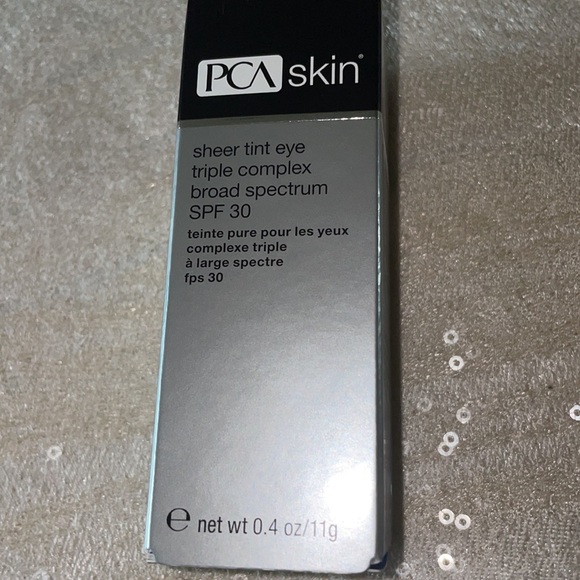 PCA skin®
sheer tint eye
triple complex
broad spectrum
SPF 30
teinte pure pour les yeux
complexe triple
à large spectre
fps 30
℮ net wt 0.4 oz/11g